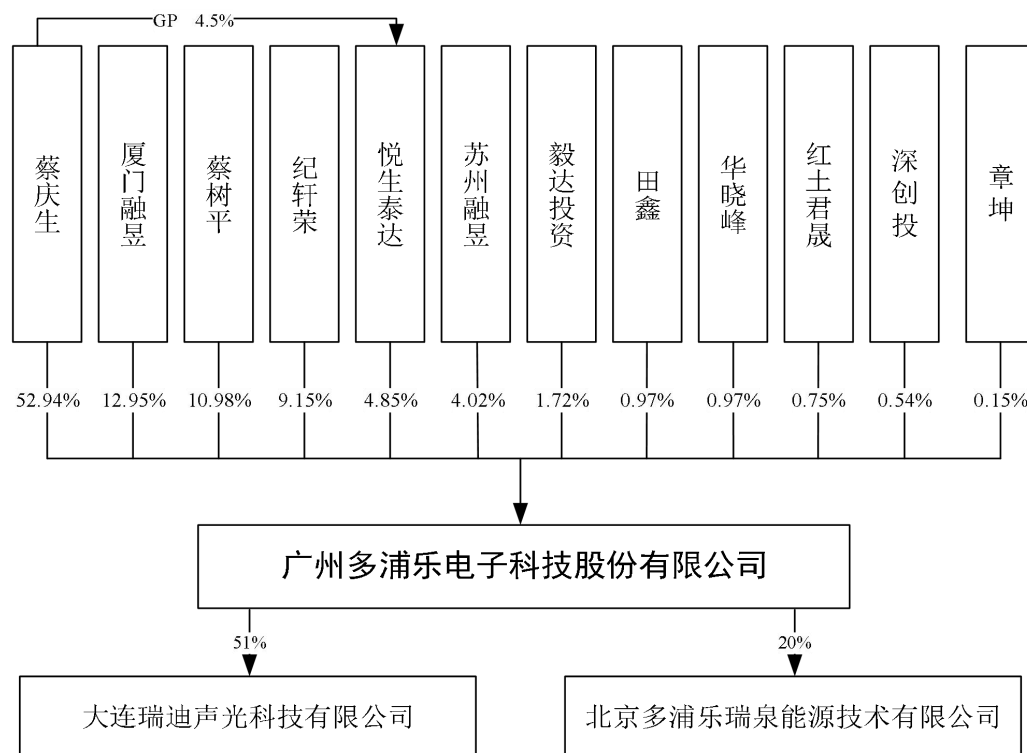 GP 4.5%
蔡庆生
厦门融昱
蔡树平
纪轩荣
悦生泰达
苏州融昱
毅达投资
田鑫
华晓峰
红土君晟
深创投
章坤
52.94%
12.95%
10.98%
9.15%
4.85%
4.02%
1.72%
0.97%
0.97%
0.75%
0.54%
0.15%
广州多浦乐电子科技股份有限公司
51%
20%
大连瑞迪声光科技有限公司
北京多浦乐瑞泉能源技术有限公司